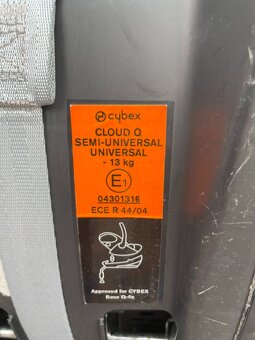 cybex
CLOUD Q
SEMI-UNIVERSAL
UNIVERSAL
- 13 kg
E1
04301316
ECE R 44/04
Approved for CYBEX
Base Q-fix